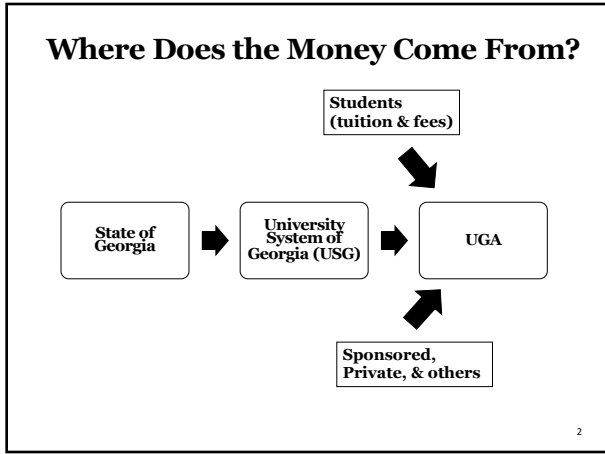 Where Does the Money Come From?
Students
(tuition & fees)
State of
Georgia
University
System of
Georgia (USG)
UGA
Sponsored,
Private, & others
2